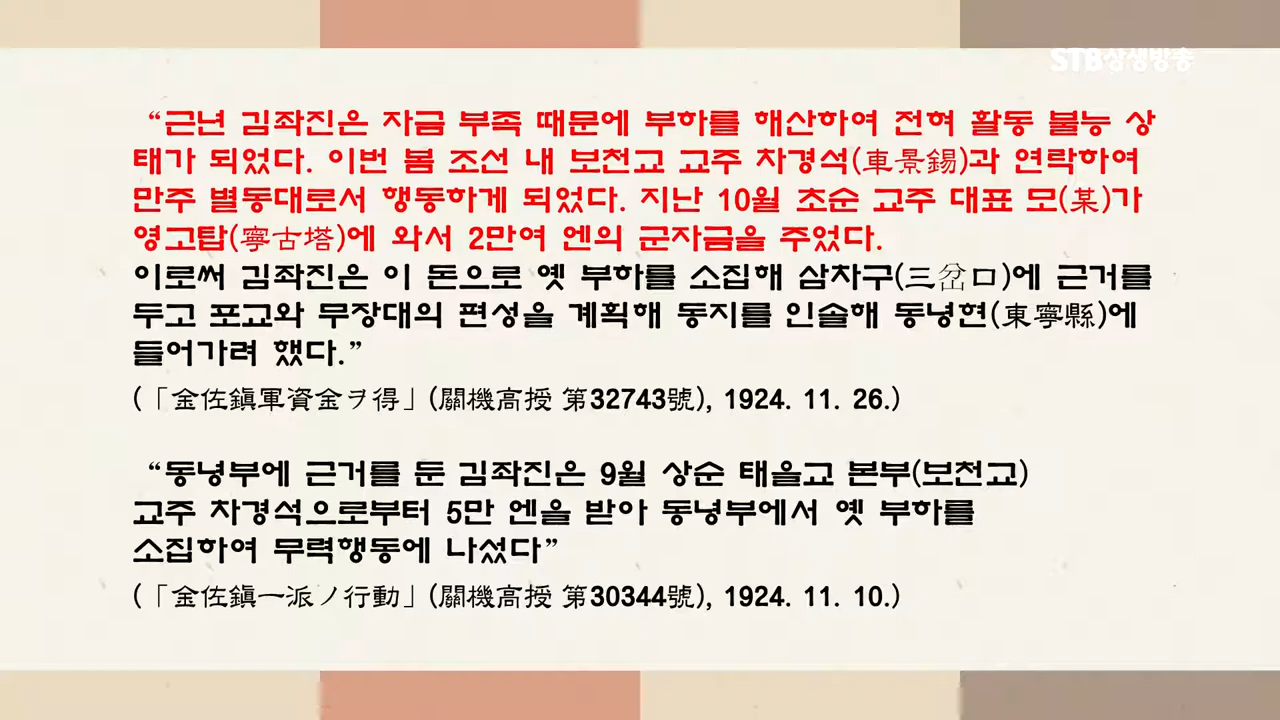 STB상생방송
“근년 김좌진은 자금 부족 때문에 부하를 해산하여 전혀 활동 불능 상
태가 되었다. 이번 봄 조선 내 보천교 교주 차경석(車景錫)과 연락하여
만주 별동대로서 행동하게 되었다. 지난 10월 초순 교주 대표 모(某)가
영고탑(寧古塔)에 와서 2만여 엔의 군자금을 주었다.
이로써 김좌진은 이 돈으로 옛 부하를 소집해 삼차구(三岔口)에 근거를
두고 포교와 무장대의 편성을 계획해 동지를 인솔해 동녕현(東寧縣)에
들어가려 했다.”
(「金佐鎭軍資金ヲ得」(關機高授 第32743號), 1924. 11. 26.)
“동녕부에 근거를 둔 김좌진은 9월 상순 태을교 본부(보천교)
교주 차경석으로부터 5만 엔을 받아 동녕부에서 옛 부하를
소집하여 무력행동에 나섰다”
(「金佐鎭一派ノ行動」(關機高授 第30344號), 1924. 11. 10.)